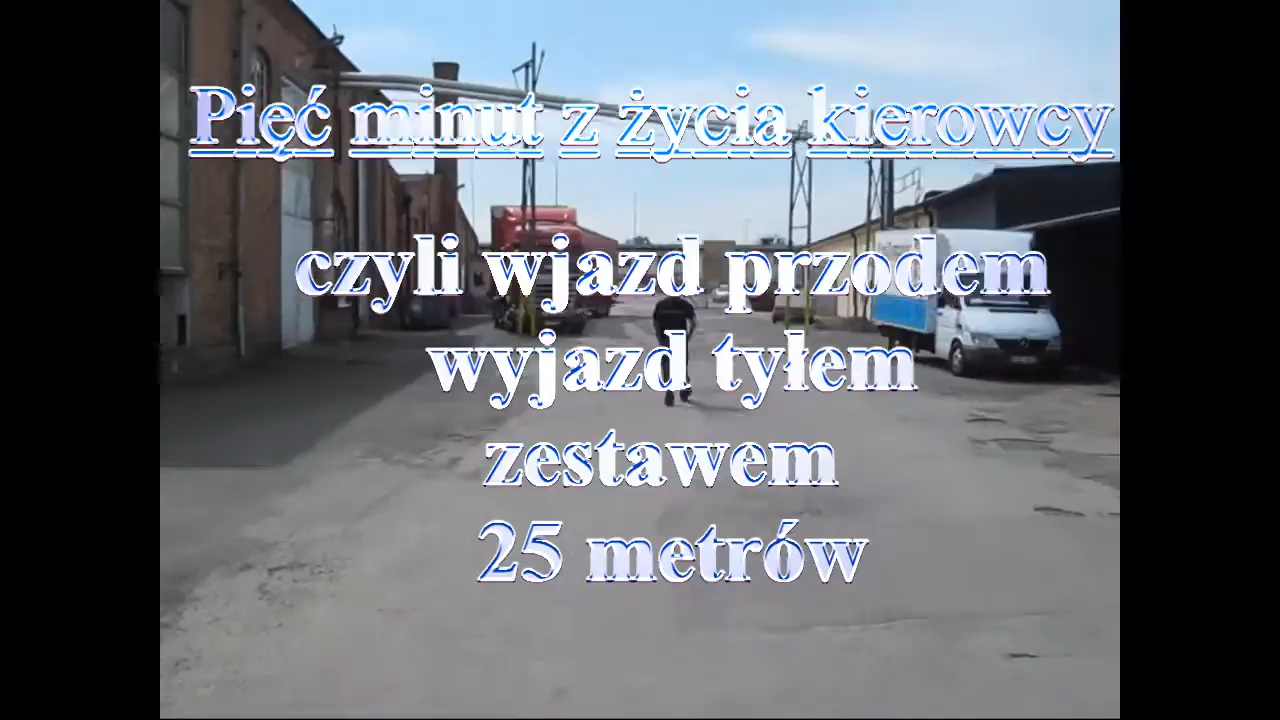 Pięć minut z życia kierowcy
czyli wjazd przodem
wyjazd tyłem
zestawem
25 metrów